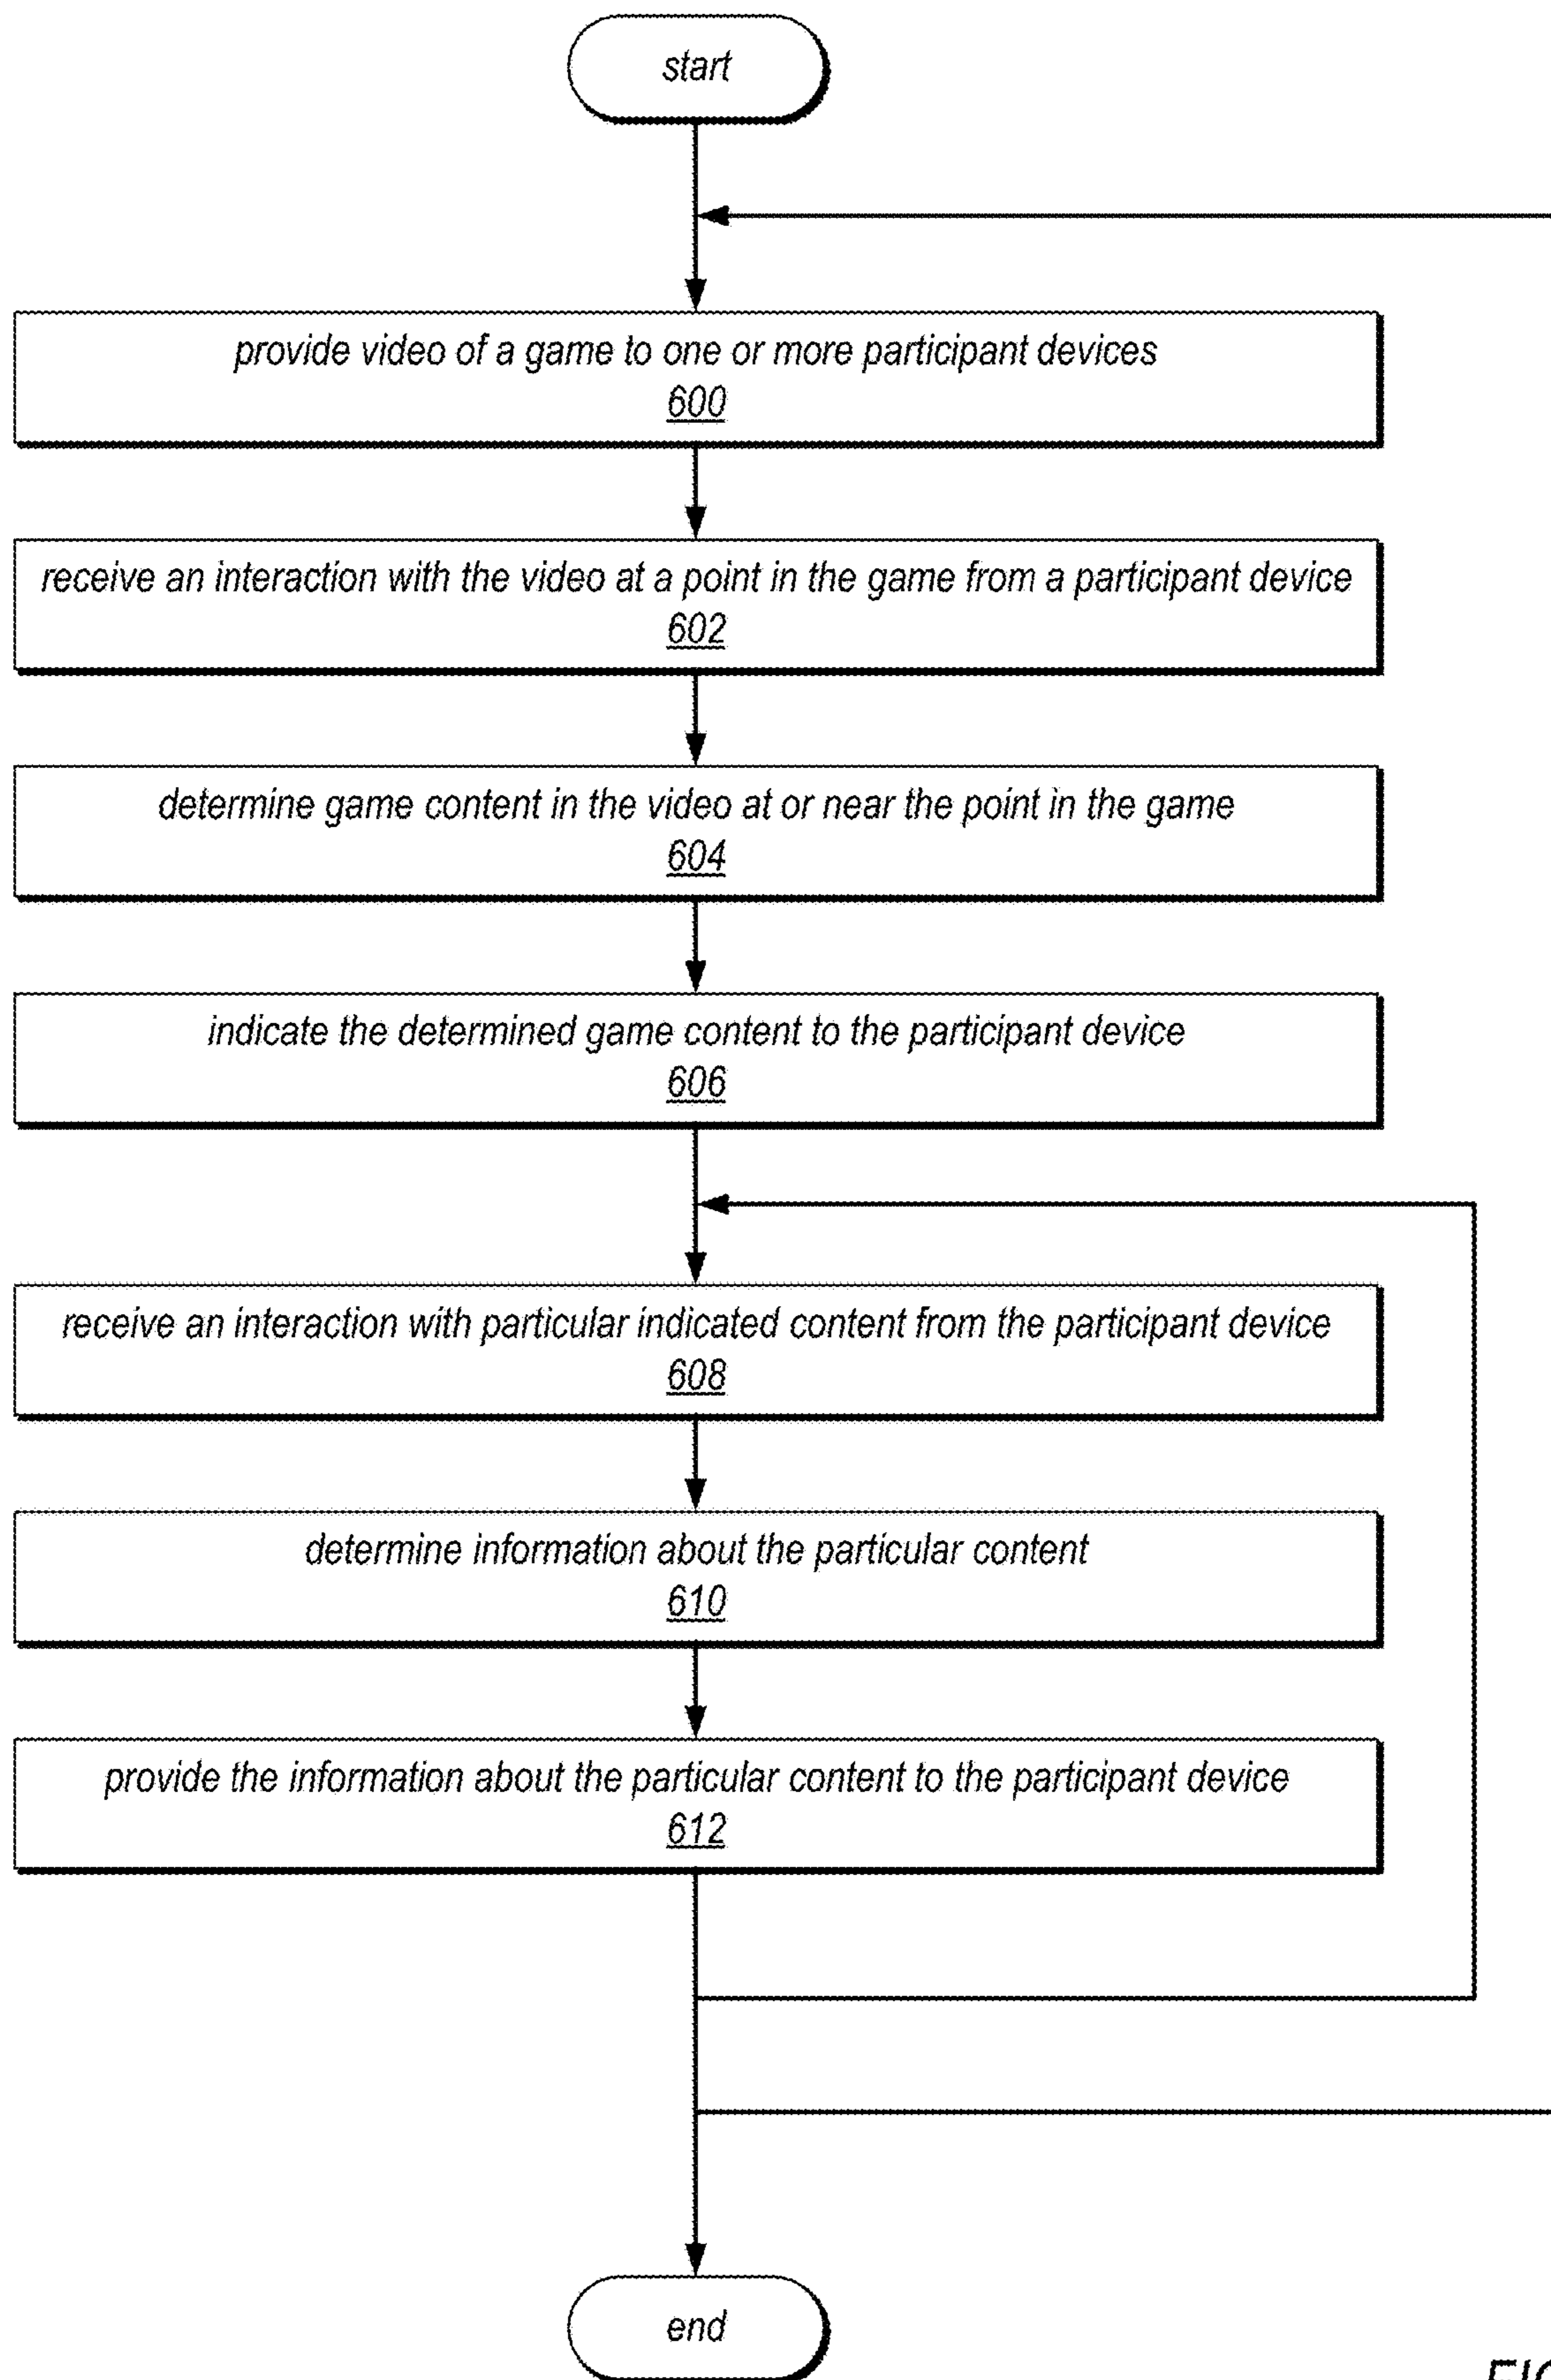 start
provide video of a game to one or more participant devices
600
receive an interaction with the video at a point in the game from a participant device
602
determine game content in the video at or near the point in the game
604
indicate the determined game content to the participant device
606
receive an interaction with particular indicated content from the participant device
608
determine information about the particular content
610
provide the information about the particular content to the participant device
612
end